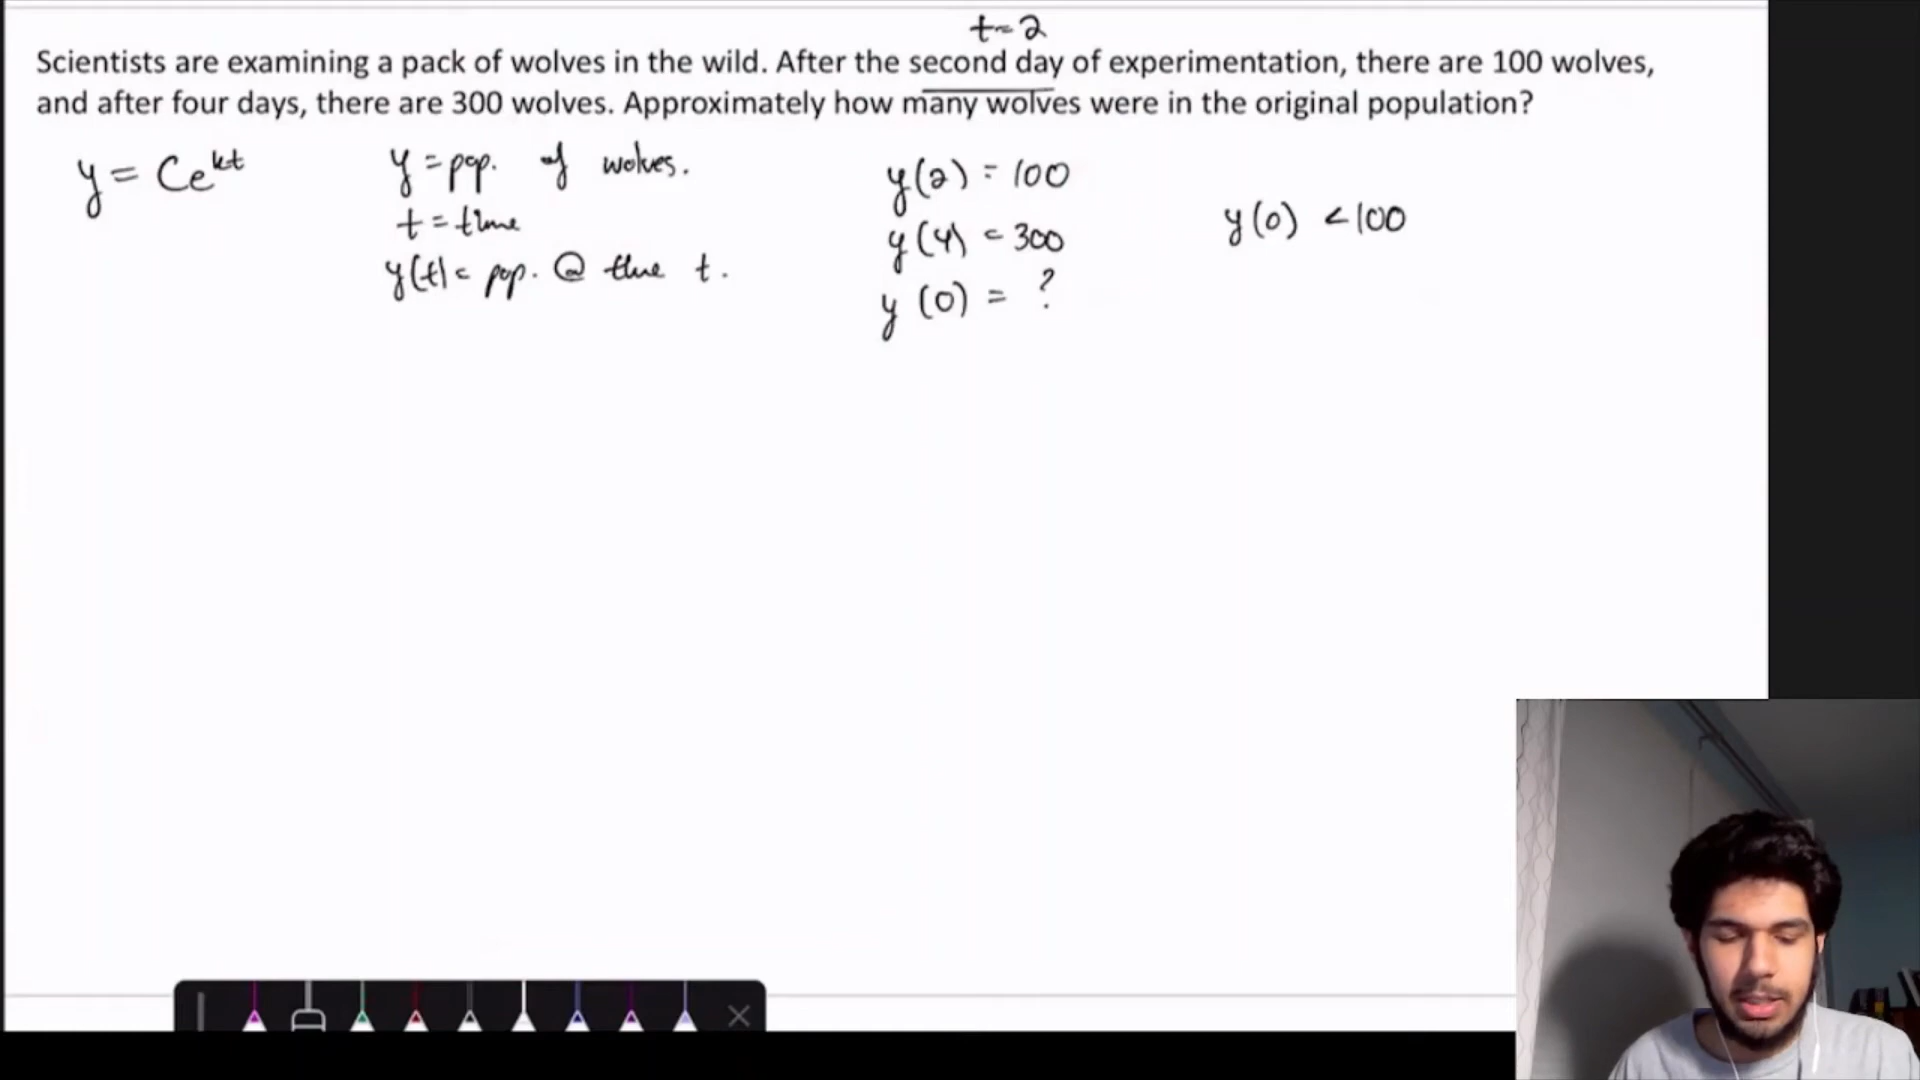 t=2
Scientists are examining a pack of wolves in the wild. After the second day of experimentation, there are 100 wolves,
and after four days, there are 300 wolves. Approximately how many wolves were in the original population?
y = Ce^kt
y = pop. of wolves.
t = time
y(t) = pop. @ time t.
y(2) = 100
y(4) = 300
y(0) = ?
y(0) < 100